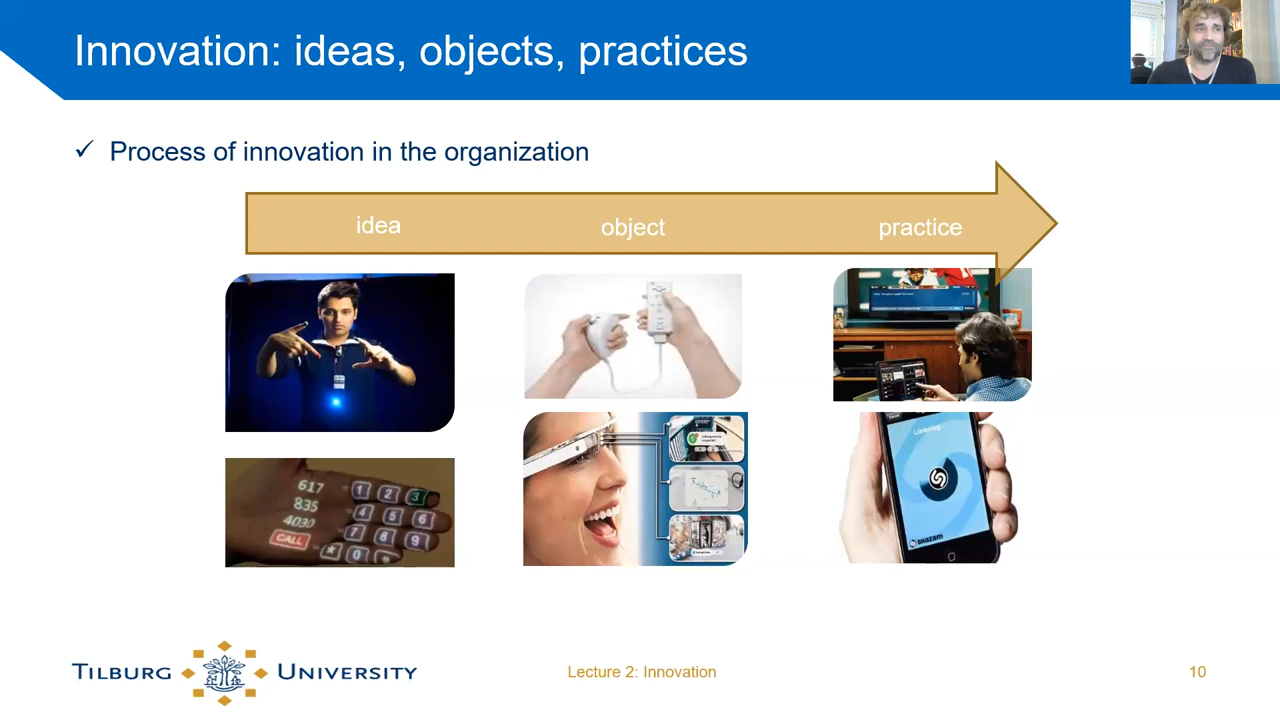 Innovation: ideas, objects, practices
✓ Process of innovation in the organization
idea
object
practice
617
835
4030
CALL
1 2 3
4 5 6
7 8 9
* 0
Listening...
SHAZAM
TILBURG UNIVERSITY
Lecture 2: Innovation
10